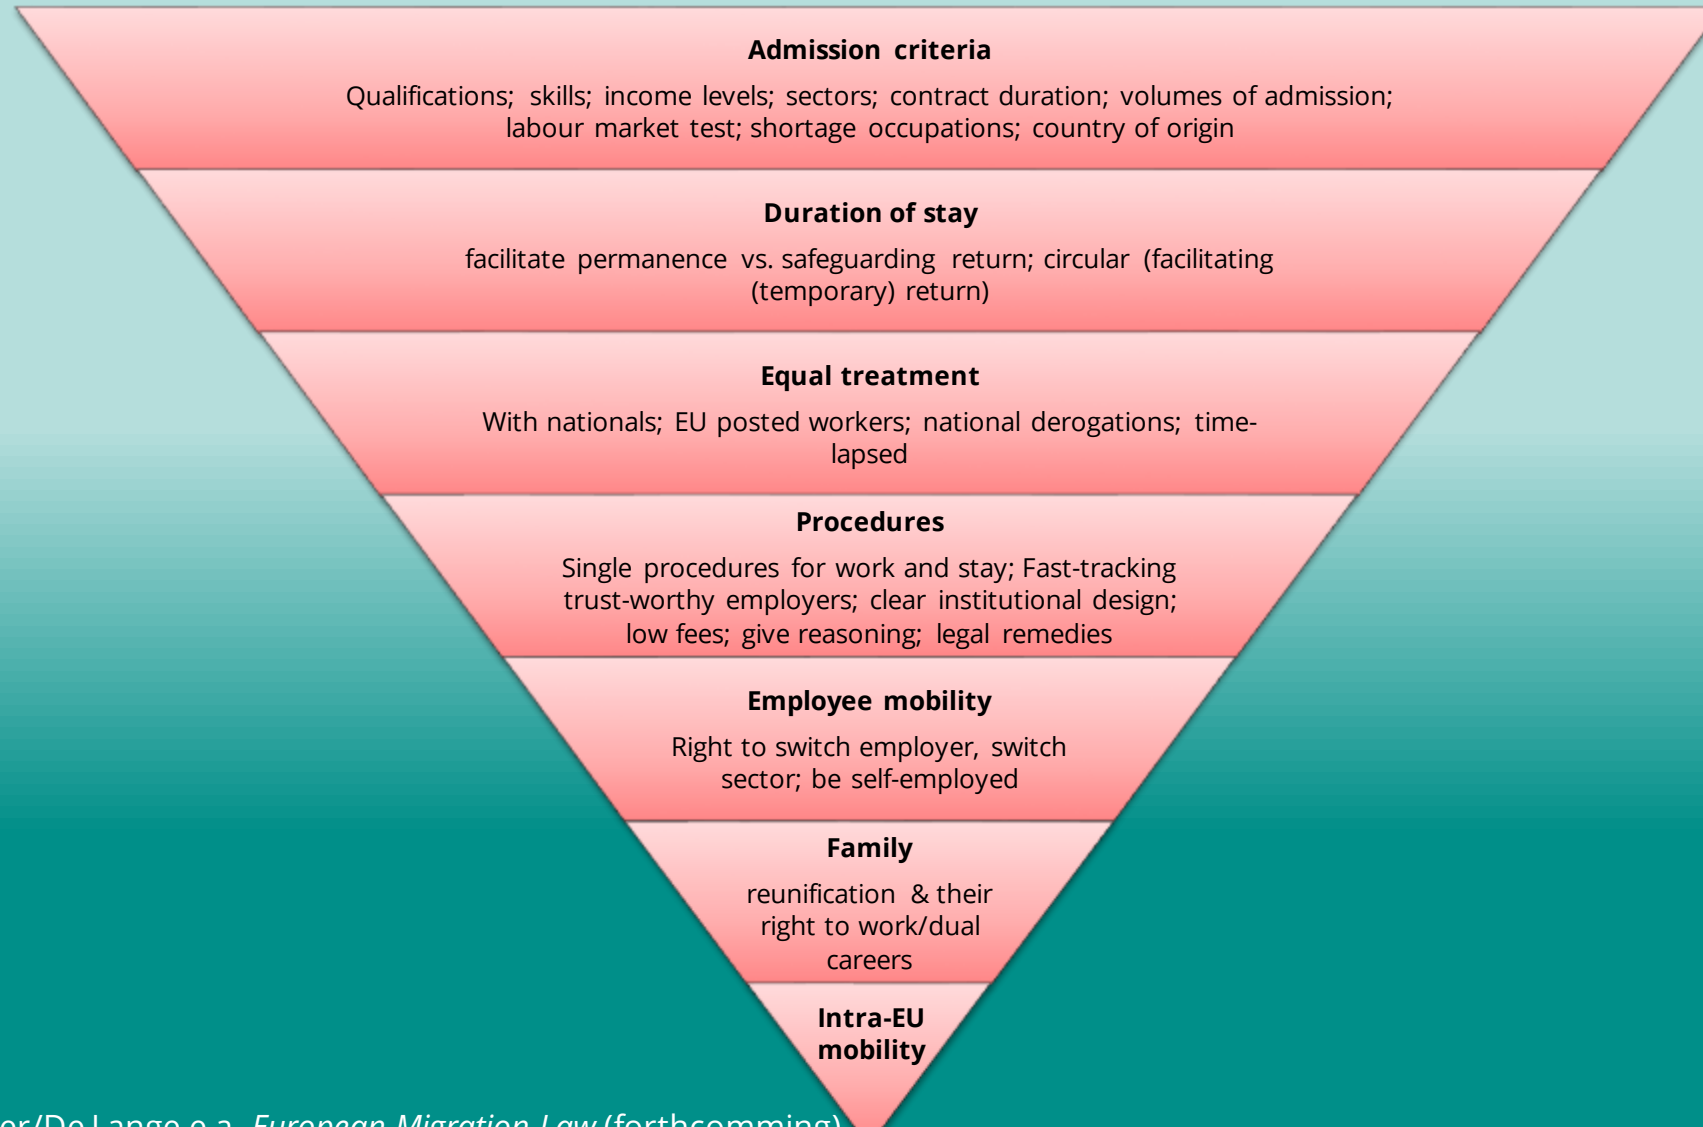 Admission criteria
Qualifications; skills; income levels; sectors; contract duration; volumes of admission;
labour market test; shortage occupations; country of origin
Duration of stay
facilitate permanence vs. safeguarding return; circular (facilitating
(temporary) return)
Equal treatment
With nationals; EU posted workers; national derogations; time-
lapsed
Procedures
Single procedures for work and stay; Fast-tracking
trust-worthy employers; clear institutional design;
low fees; give reasoning; legal remedies
Employee mobility
Right to switch employer, switch
sector; be self-employed
Family
reunification & their
right to work/dual
careers
Intra-EU
mobility
er/De Lange e.a. European Migration Law (forthcomming)